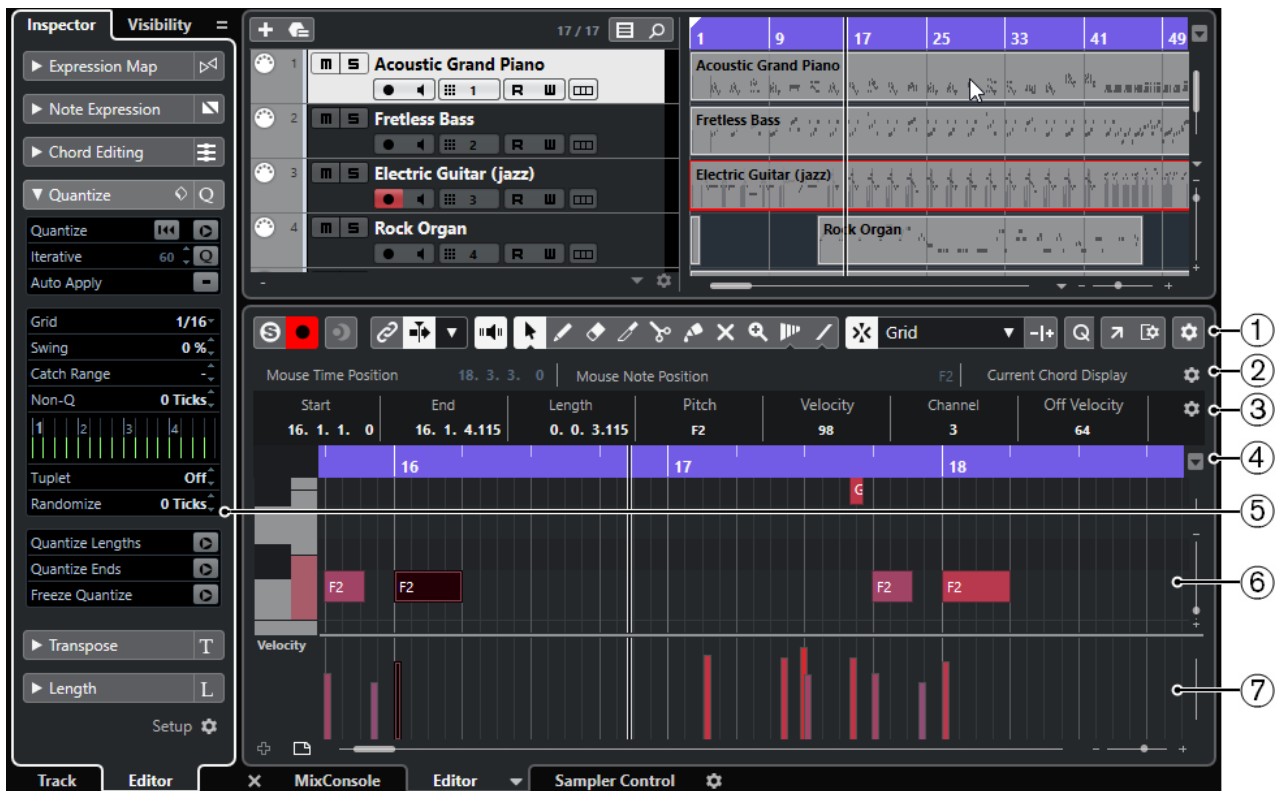 Inspector Visibility
Expression Map
Note Expression
Chord Editing
Quantize Q
Quantize
Iterative 60 Q
Auto Apply
Grid 1/16
Swing 0 %
Catch Range -
Non-Q 0 Ticks
1 2 3 4
Tuplet Off
Randomize 0 Ticks
Quantize Lengths
Quantize Ends
Freeze Quantize
Transpose T
Length L
Setup
Track Editor
17 / 17
1 m S Acoustic Grand Piano
1 R W
2 m S Fretless Bass
2 R W
3 m S Electric Guitar (jazz)
3 R W
4 m S Rock Organ
4 R W
-
1 9 17 25 33 41 49
Acoustic Grand Piano
Fretless Bass
Electric Guitar (jazz)
Rock Organ
S Grid Q
Mouse Time Position 18. 3. 3. 0 Mouse Note Position F2 Current Chord Display
Start End Length Pitch Velocity Channel Off Velocity
16. 1. 1. 0 16. 1. 4.115 0. 0. 3.115 F2 98 3 64
16 17 18
G
F2 F2 F2 F2
Velocity
MixConsole Editor Sampler Control
1
2
3
4
5
6
7